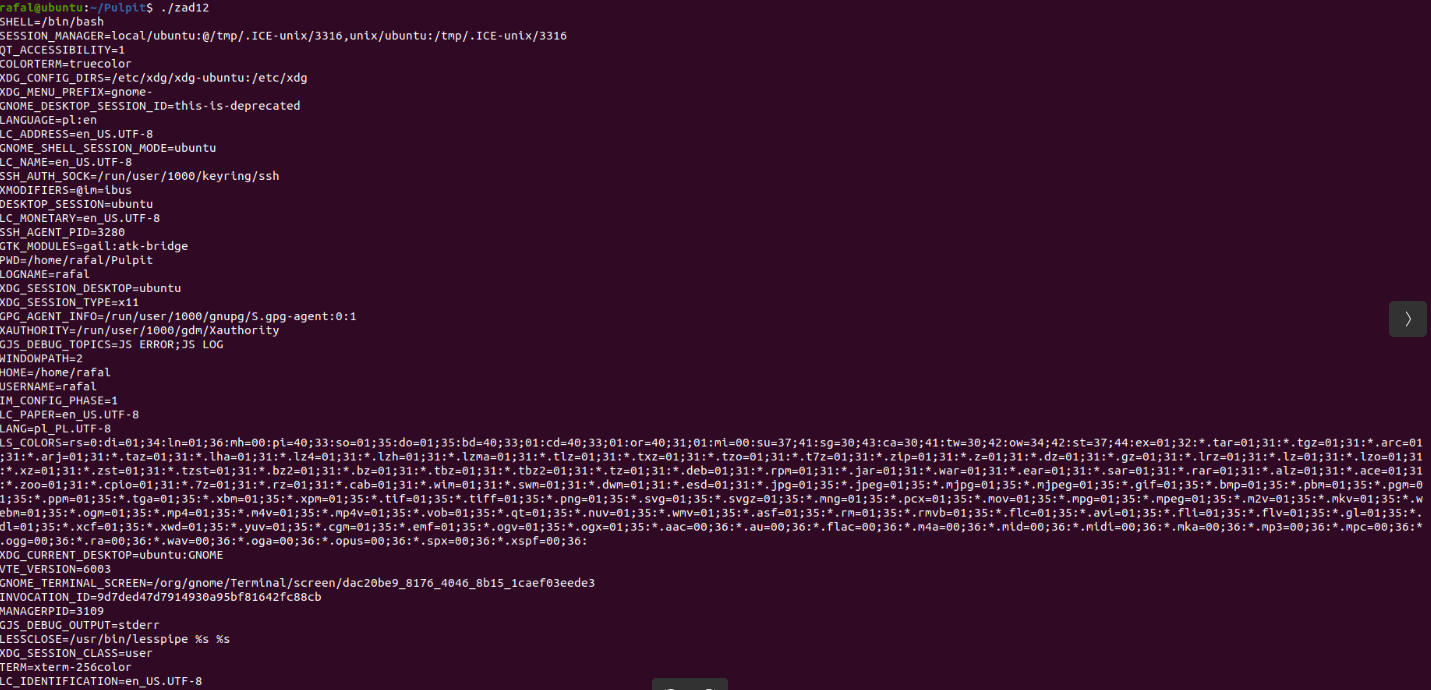 rafal@ubuntu:~/Pulpit$ ./zad12
SHELL=/bin/bash
SESSION_MANAGER=local/ubuntu:@/tmp/.ICE-unix/3316,unix/ubuntu:/tmp/.ICE-unix/3316
QT_ACCESSIBILITY=1
COLORTERM=truecolor
XDG_CONFIG_DIRS=/etc/xdg/xdg-ubuntu:/etc/xdg
XDG_MENU_PREFIX=gnome-
GNOME_DESKTOP_SESSION_ID=this-is-deprecated
LANGUAGE=pl:en
LC_ADDRESS=en_US.UTF-8
GNOME_SHELL_SESSION_MODE=ubuntu
LC_NAME=en_US.UTF-8
SSH_AUTH_SOCK=/run/user/1000/keyring/ssh
XMODIFIERS=@im=ibus
DESKTOP_SESSION=ubuntu
LC_MONETARY=en_US.UTF-8
SSH_AGENT_PID=3280
GTK_MODULES=gail:atk-bridge
PWD=/home/rafal/Pulpit
LOGNAME=rafal
XDG_SESSION_DESKTOP=ubuntu
XDG_SESSION_TYPE=x11
GPG_AGENT_INFO=/run/user/1000/gnupg/S.gpg-agent:0:1
XAUTHORITY=/run/user/1000/gdm/Xauthority
GJS_DEBUG_TOPICS=JS ERROR;JS LOG
WINDOWPATH=2
HOME=/home/rafal
USERNAME=rafal
IM_CONFIG_PHASE=1
LC_PAPER=en_US.UTF-8
LANG=pl_PL.UTF-8
LS_COLORS=rs=0:di=01;34:ln=01;36:mh=00:pi=40;33:so=01;35:do=01;35:bd=40;33;01:cd=40;33;01:or=40;31;01:mi=00:su=37;41:sg=30;43:ca=30;41:tw=30;42:ow=34;42:st=37;44:ex=01;32:*.tar=01;31:*.tgz=01;31:*.arc=01
;31:*.arj=01;31:*.taz=01;31:*.lha=01;31:*.lz4=01;31:*.lzh=01;31:*.lzma=01;31:*.tlz=01;31:*.txz=01;31:*.tzo=01;31:*.t7z=01;31:*.zip=01;31:*.z=01;31:*.dz=01;31:*.gz=01;31:*.lrz=01;31:*.lz=01;31:*.lzo=01;31
:*.xz=01;31:*.zst=01;31:*.tzst=01;31:*.bz2=01;31:*.bz=01;31:*.tbz=01;31:*.tbz2=01;31:*.tz=01;31:*.deb=01;31:*.rpm=01;31:*.jar=01;31:*.war=01;31:*.ear=01;31:*.sar=01;31:*.rar=01;31:*.alz=01;31:*.ace=01;31
:*.zoo=01;31:*.cpio=01;31:*.7z=01;31:*.rz=01;31:*.cab=01;31:*.wim=01;31:*.swm=01;31:*.dwm=01;31:*.esd=01;31:*.jpg=01;35:*.jpeg=01;35:*.mjpg=01;35:*.mjpeg=01;35:*.gif=01;35:*.bmp=01;35:*.pbm=01;35:*.pgm=0
1;35:*.ppm=01;35:*.tga=01;35:*.xbm=01;35:*.xpm=01;35:*.tif=01;35:*.tiff=01;35:*.png=01;35:*.svg=01;35:*.svgz=01;35:*.mng=01;35:*.pcx=01;35:*.mov=01;35:*.mpg=01;35:*.mpeg=01;35:*.m2v=01;35:*.mkv=01;35:*.w
ebm=01;35:*.ogm=01;35:*.mp4=01;35:*.m4v=01;35:*.mp4v=01;35:*.vob=01;35:*.qt=01;35:*.nuv=01;35:*.wmv=01;35:*.asf=01;35:*.rm=01;35:*.rmvb=01;35:*.flc=01;35:*.avi=01;35:*.fli=01;35:*.flv=01;35:*.gl=01;35:*.
dl=01;35:*.xcf=01;35:*.xwd=01;35:*.yuv=01;35:*.cgm=01;35:*.emf=01;35:*.ogv=01;35:*.ogx=01;35:*.aac=00;36:*.au=00;36:*.flac=00;36:*.m4a=00;36:*.mid=00;36:*.midi=00;36:*.mka=00;36:*.mp3=00;36:*.mpc=00;36:*
.ogg=00;36:*.ra=00;36:*.wav=00;36:*.oga=00;36:*.opus=00;36:*.spx=00;36:*.xspf=00;36:
XDG_CURRENT_DESKTOP=ubuntu:GNOME
VTE_VERSION=6003
GNOME_TERMINAL_SCREEN=/org/gnome/Terminal/screen/dac20be9_8176_4046_8b15_1caef03eede3
INVOCATION_ID=9d7ded47d7914930a95bf81642fc88cb
MANAGERPID=3109
GJS_DEBUG_OUTPUT=stderr
LESSCLOSE=/usr/bin/lesspipe %s %s
XDG_SESSION_CLASS=user
TERM=xterm-256color
LC_IDENTIFICATION=en_US.UTF-8